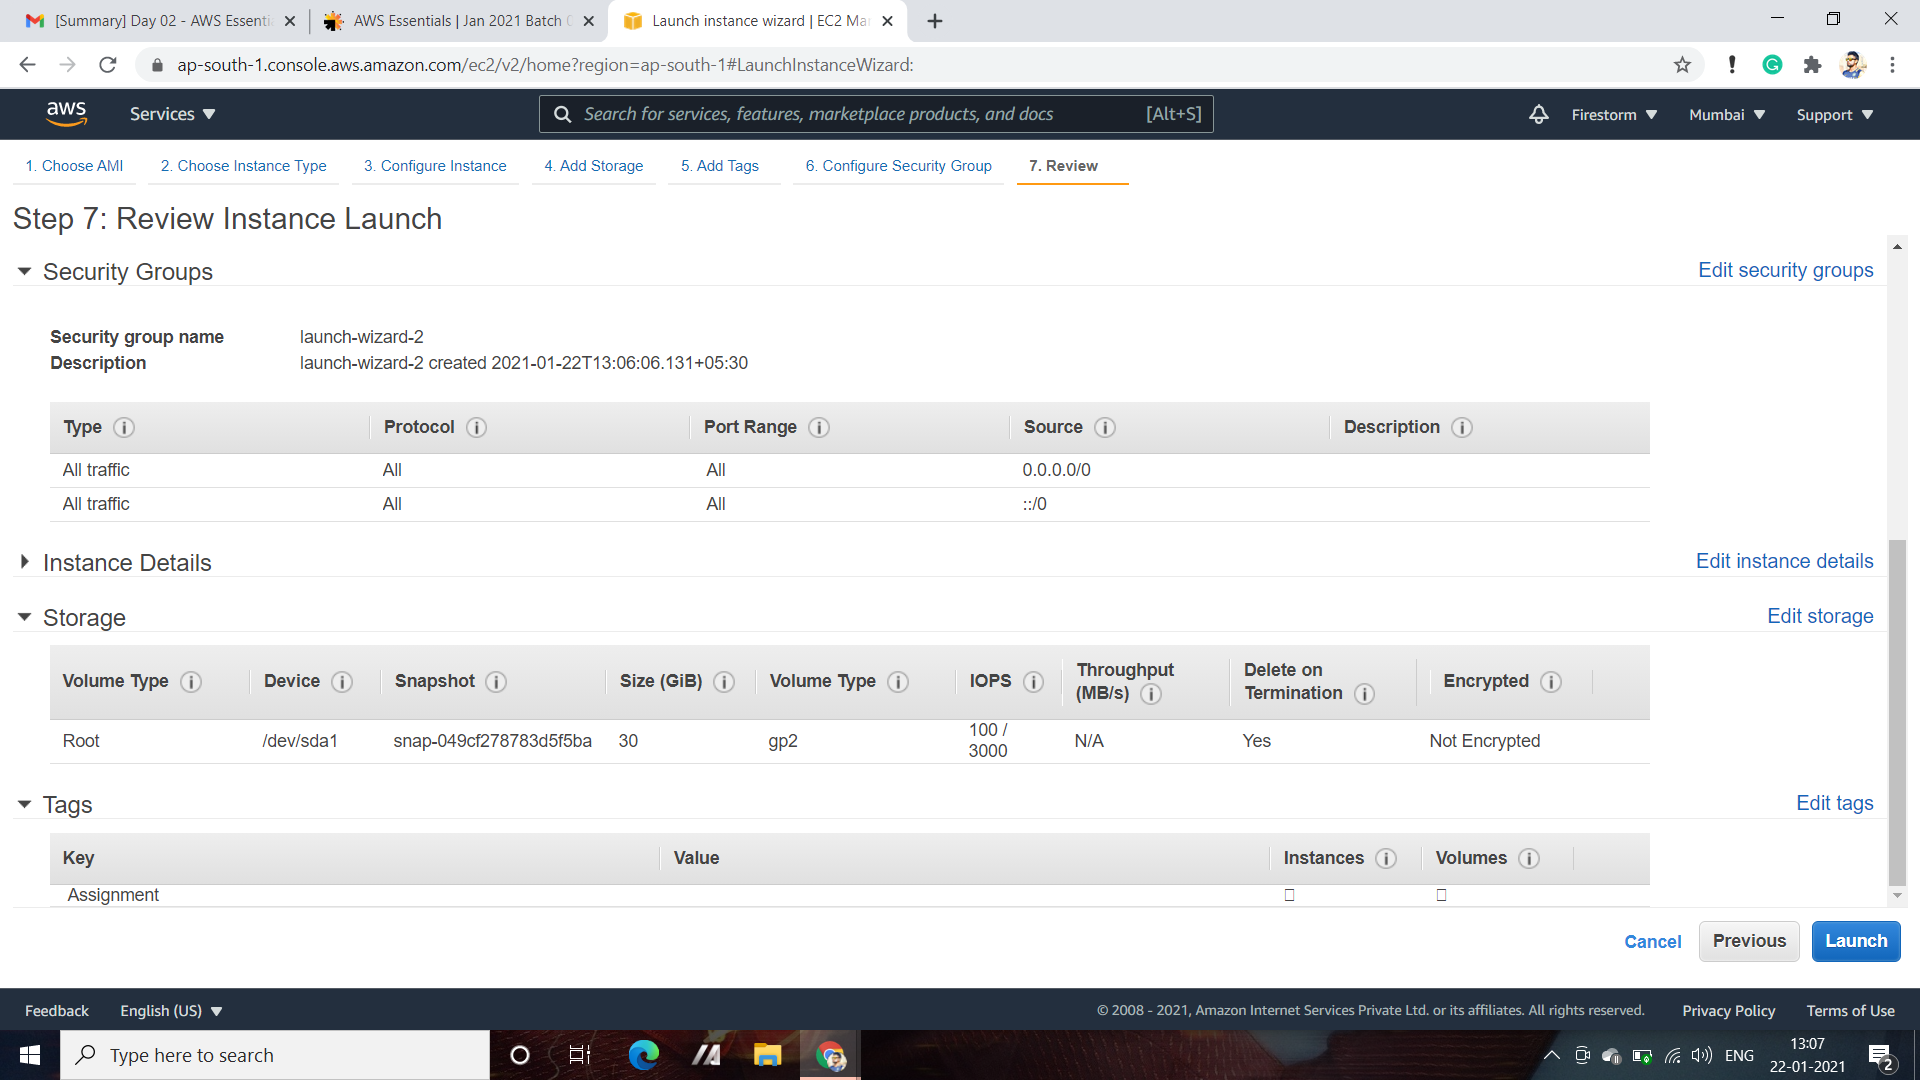 [Summary] Day 02 - AWS Essenti
AWS Essentials | Jan 2021 Batch
Launch instance wizard | EC2 Ma
ap-south-1.console.aws.amazon.com/ec2/v2/home?region=ap-south-1#LaunchInstanceWizard:
aws Services Search for services, features, marketplace products, and docs [Alt+S] Firestorm Mumbai Support
1. Choose AMI 2. Choose Instance Type 3. Configure Instance 4. Add Storage 5. Add Tags 6. Configure Security Group 7. Review
Step 7: Review Instance Launch
Security Groups Edit security groups
Security group name launch-wizard-2
Description launch-wizard-2 created 2021-01-22T13:06:06.131+05:30
Type Protocol Port Range Source Description
All traffic All All 0.0.0.0/0
All traffic All All ::/0
Instance Details Edit instance details
Storage Edit storage
Volume Type Device Snapshot Size (GiB) Volume Type IOPS Throughput (MB/s) Delete on Termination Encrypted
Root /dev/sda1 snap-049cf278783d5f5ba 30 gp2 100 / 3000 N/A Yes Not Encrypted
Tags Edit tags
Key Value Instances Volumes
Assignment
Cancel Previous Launch
Feedback English (US) © 2008 - 2021, Amazon Internet Services Private Ltd. or its affiliates. All rights reserved. Privacy Policy Terms of Use
Type here to search ENG 13:07
22-01-2021 2